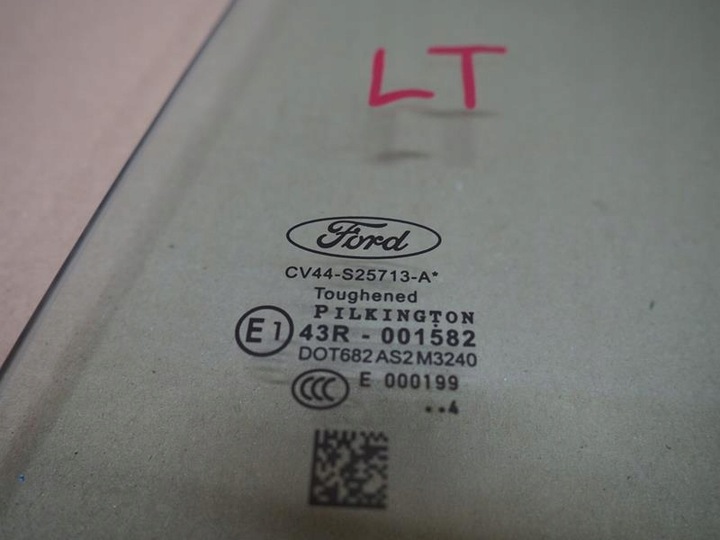 LT
Ford
CV44-S25713-A*
Toughened
PILKINGTON
E1 43R - 001582
DOT682 AS2 M3240
CCC E 000199
..4